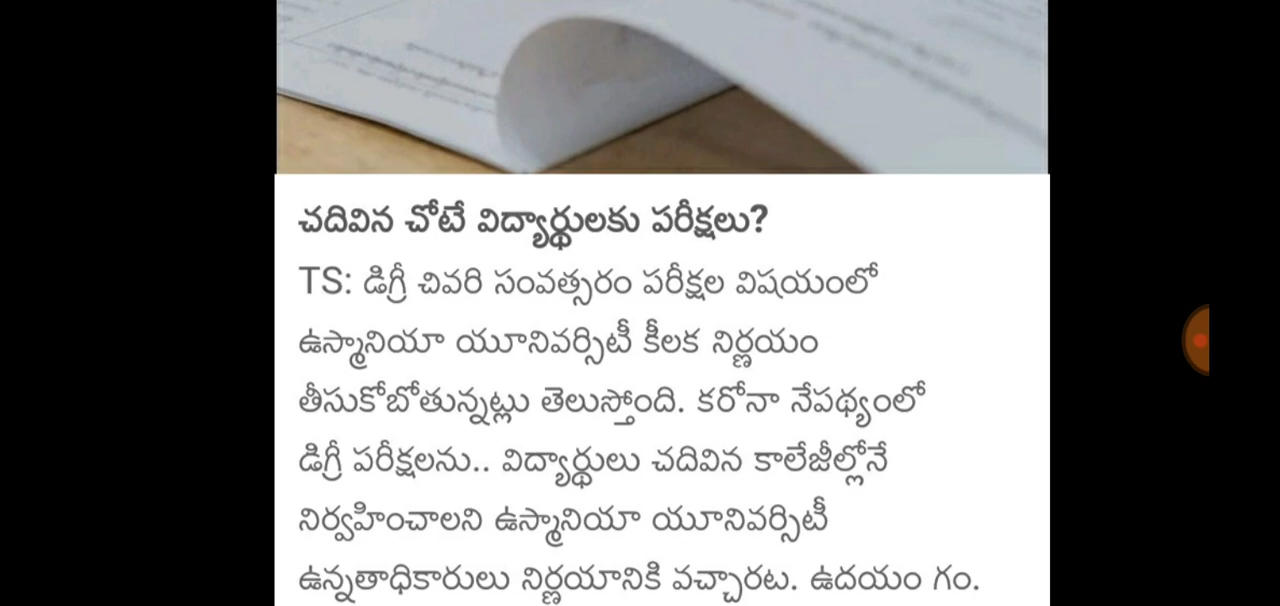 చదివిన చోటే విద్యార్థులకు పరీక్షలు?
TS: డిగ్రీ చివరి సంవత్సరం పరీక్షల విషయంలో
ఉస్మానియా యూనివర్సిటీ కీలక నిర్ణయం
తీసుకోబోతున్నట్లు తెలుస్తోంది. కరోనా నేపథ్యంలో
డిగ్రీ పరీక్షలను.. విద్యార్థులు చదివిన కాలేజీల్లోనే
నిర్వహించాలని ఉస్మానియా యూనివర్సిటీ
ఉన్నతాధికారులు నిర్ణయానికి వచ్చారట. ఉదయం గం.